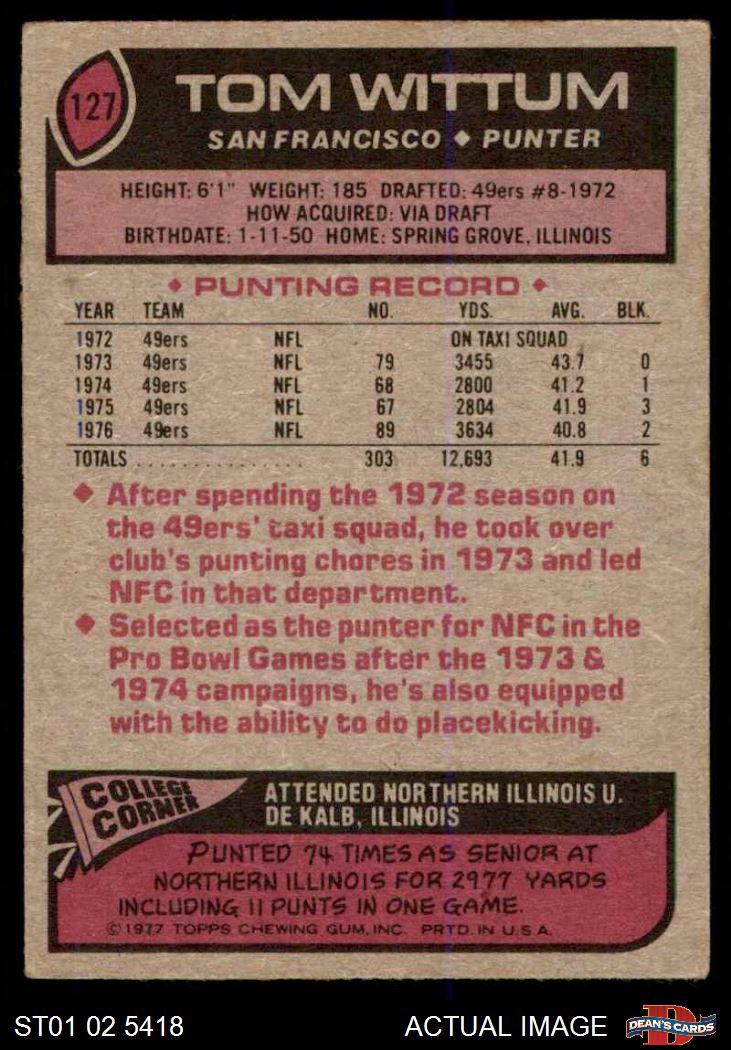 127
TOM WITTUM
SAN FRANCISCO ◆ PUNTER
HEIGHT: 6'1" WEIGHT: 185 DRAFTED: 49ers #8-1972
HOW ACQUIRED: VIA DRAFT
BIRTHDATE: 1-11-50 HOME: SPRING GROVE, ILLINOIS
◆ PUNTING RECORD ◆
YEAR TEAM NO. YDS. AVG. BLK.
1972 49ers NFL ON TAXI SQUAD
1973 49ers NFL 79 3455 43.7 0
1974 49ers NFL 68 2800 41.2 1
1975 49ers NFL 67 2804 41.9 3
1976 49ers NFL 89 3634 40.8 2
TOTALS . . . . . . . . . . . . . . . 303 12,693 41.9 6
◆ After spending the 1972 season on
the 49ers' taxi squad, he took over
club's punting chores in 1973 and led
NFC in that department.
◆ Selected as the punter for NFC in the
Pro Bowl Games after the 1973 &
1974 campaigns, he's also equipped
with the ability to do placekicking.
COLLEGE
CORNER
ATTENDED NORTHERN ILLINOIS U.
DE KALB, ILLINOIS
PUNTED 74 TIMES AS SENIOR AT
NORTHERN ILLINOIS FOR 2977 YARDS
INCLUDING 11 PUNTS IN ONE GAME.
© 1977 TOPPS CHEWING GUM, INC. PRTD. IN U.S.A.
ST01 02 5418
ACTUAL IMAGE
D
DEAN'S CARDS